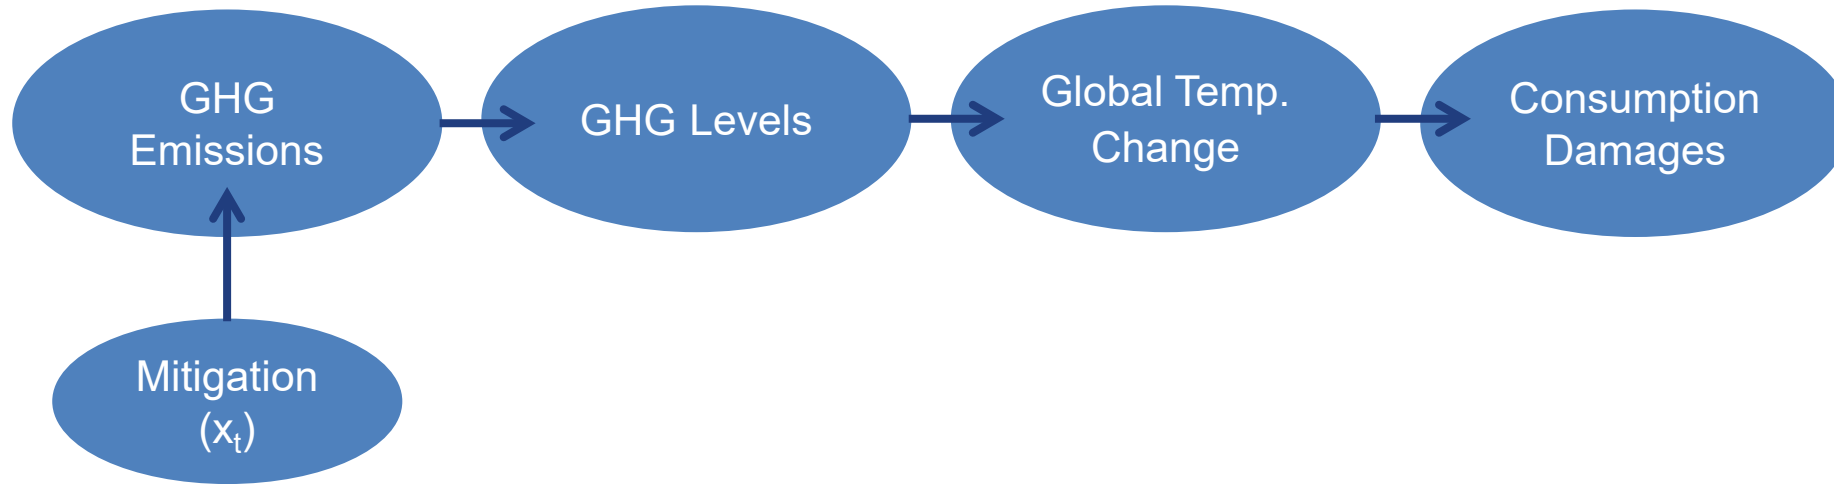 GHG
Emissions
GHG Levels
Global Temp.
Change
Consumption
Damages
Mitigation
(xt)